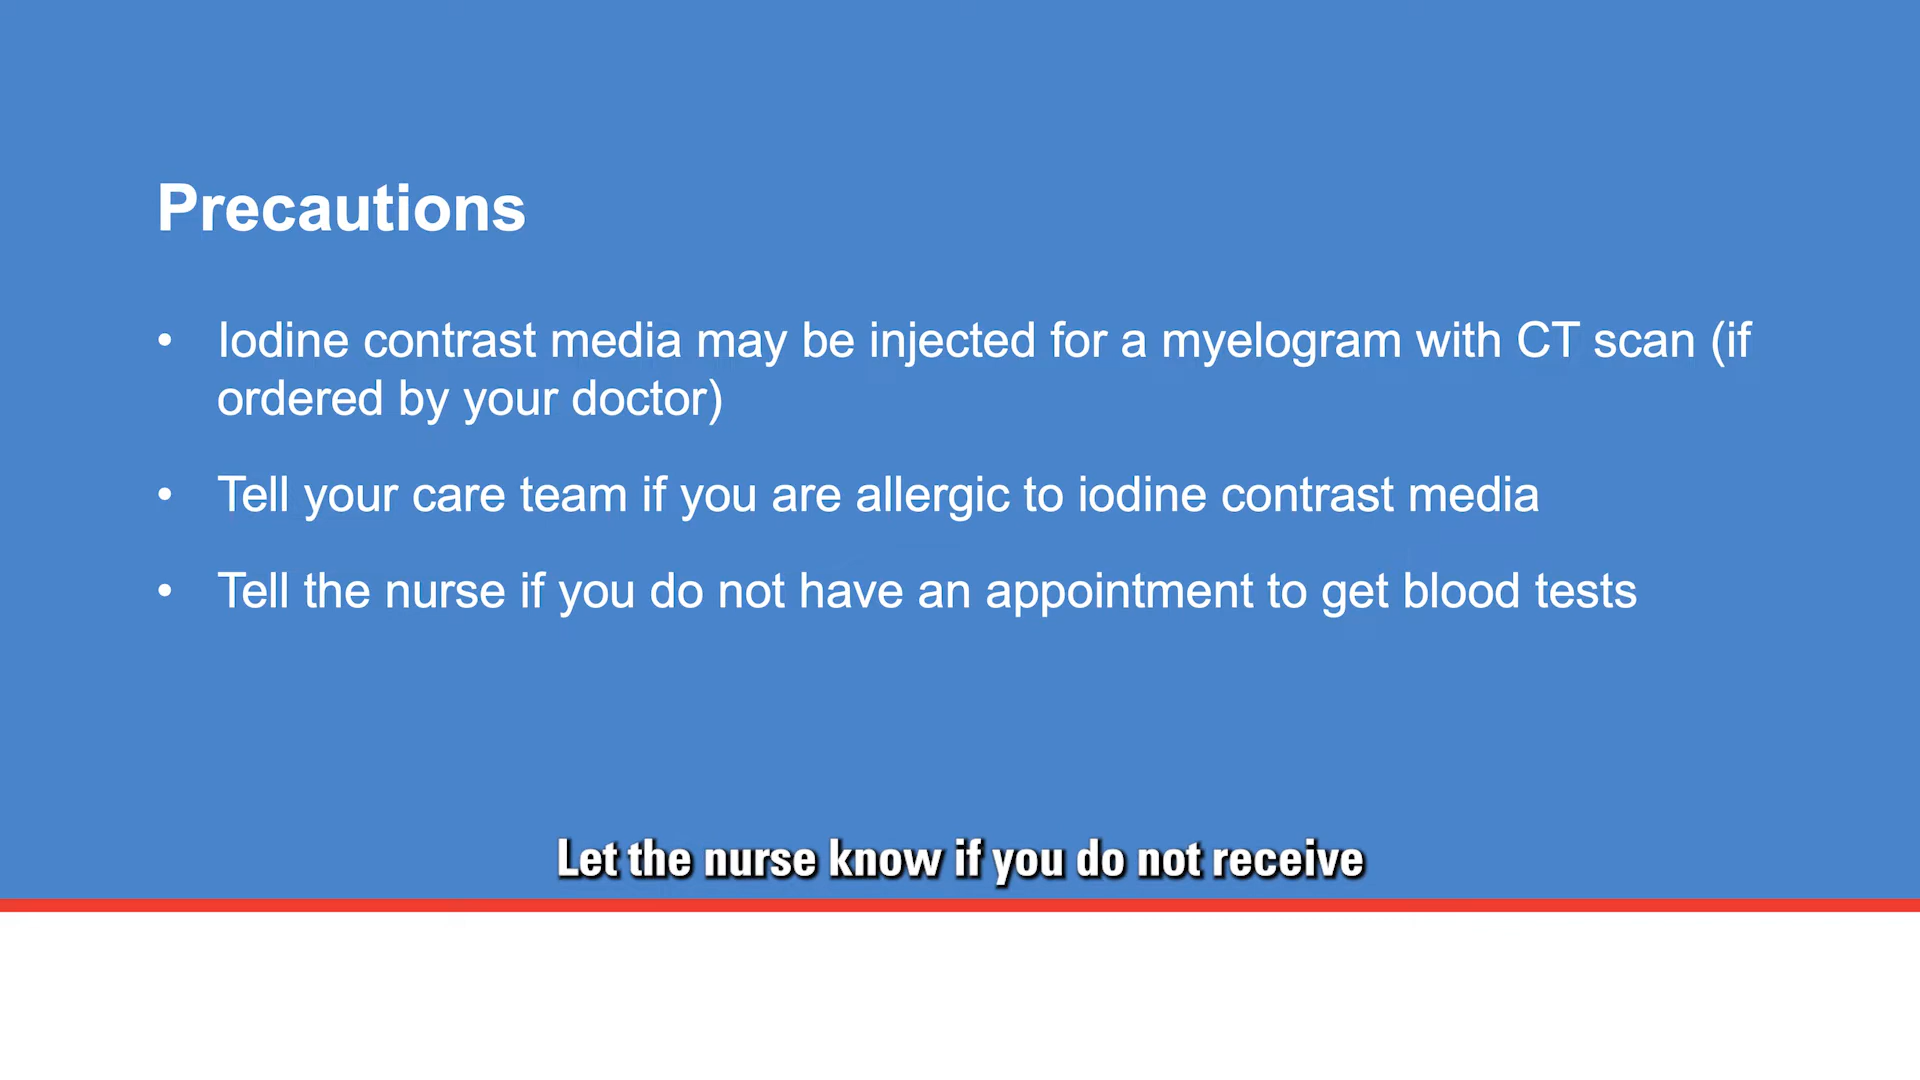 Precautions
• Iodine contrast media may be injected for a myelogram with CT scan (if
ordered by your doctor)
• Tell your care team if you are allergic to iodine contrast media
• Tell the nurse if you do not have an appointment to get blood tests
Let the nurse know if you do not receive